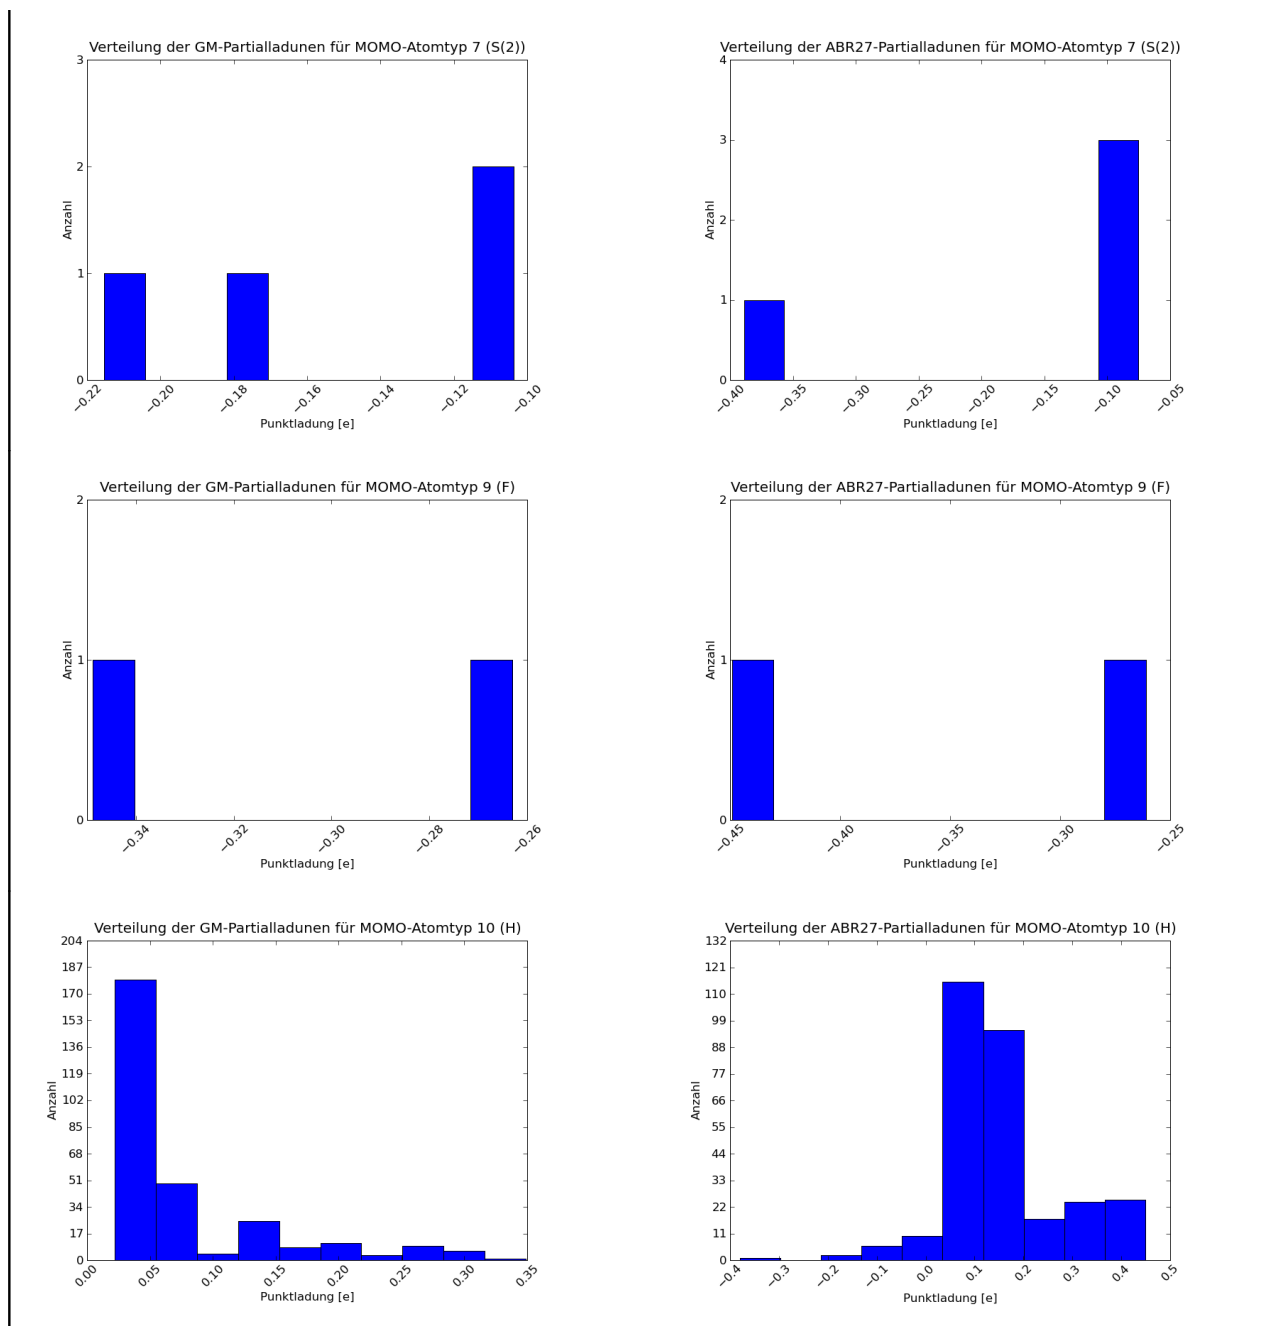 Verteilung der GM-Partialladunen für MOMO-Atomtyp 7 (S(2))
3
2
1
0
Anzahl
−0.22 −0.20 −0.18 −0.16 −0.14 −0.12 −0.10
Punktladung [e]
Verteilung der ABR27-Partialladunen für MOMO-Atomtyp 7 (S(2))
4
3
2
1
0
Anzahl
−0.40 −0.35 −0.30 −0.25 −0.20 −0.15 −0.10 −0.05
Punktladung [e]
Verteilung der GM-Partialladunen für MOMO-Atomtyp 9 (F)
2
1
0
Anzahl
−0.34 −0.32 −0.30 −0.28 −0.26
Punktladung [e]
Verteilung der ABR27-Partialladunen für MOMO-Atomtyp 9 (F)
2
1
0
Anzahl
−0.45 −0.40 −0.35 −0.30 −0.25
Punktladung [e]
Verteilung der GM-Partialladunen für MOMO-Atomtyp 10 (H)
204
187
170
153
136
119
102
85
68
51
34
17
0
Anzahl
0.00 0.05 0.10 0.15 0.20 0.25 0.30 0.35
Punktladung [e]
Verteilung der ABR27-Partialladunen für MOMO-Atomtyp 10 (H)
132
121
110
99
88
77
66
55
44
33
22
11
0
Anzahl
−0.4 −0.3 −0.2 −0.1 0.0 0.1 0.2 0.3 0.4 0.5
Punktladung [e]